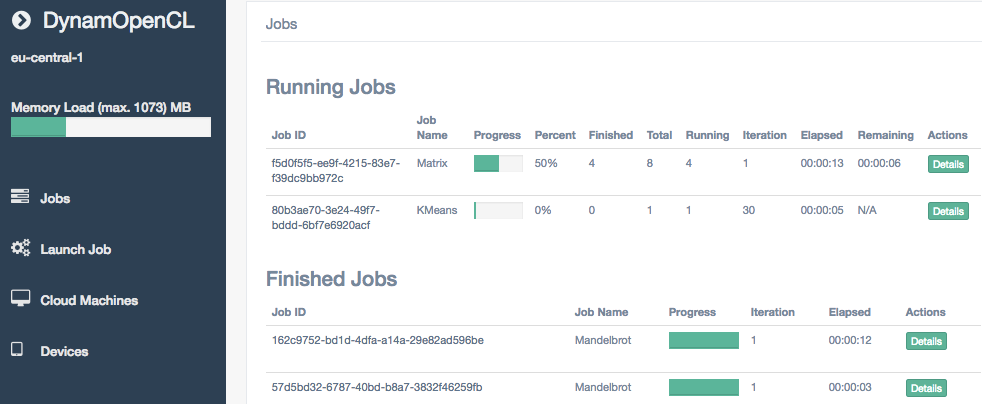 DynamOpenCL
eu-central-1
Memory Load (max. 1073) MB
Jobs
Launch Job
Cloud Machines
Devices
Jobs
Running Jobs
Job ID Job Name Progress Percent Finished Total Running Iteration Elapsed Remaining Actions
f5d0f5f5-ee9f-4215-83e7- Matrix 50% 4 8 4 1 00:00:13 00:00:06 Details
f39dc9bb972c
80b3ae70-3e24-49f7- KMeans 0% 0 1 1 30 00:00:05 N/A Details
bddd-6bf7e6920acf
Finished Jobs
Job ID Job Name Progress Iteration Elapsed Actions
162c9752-bd1d-4dfa-a14a-29e82ad596be Mandelbrot 1 00:00:12 Details
57d5bd32-6787-40bd-b8a7-3832f46259fb Mandelbrot 1 00:00:03 Details